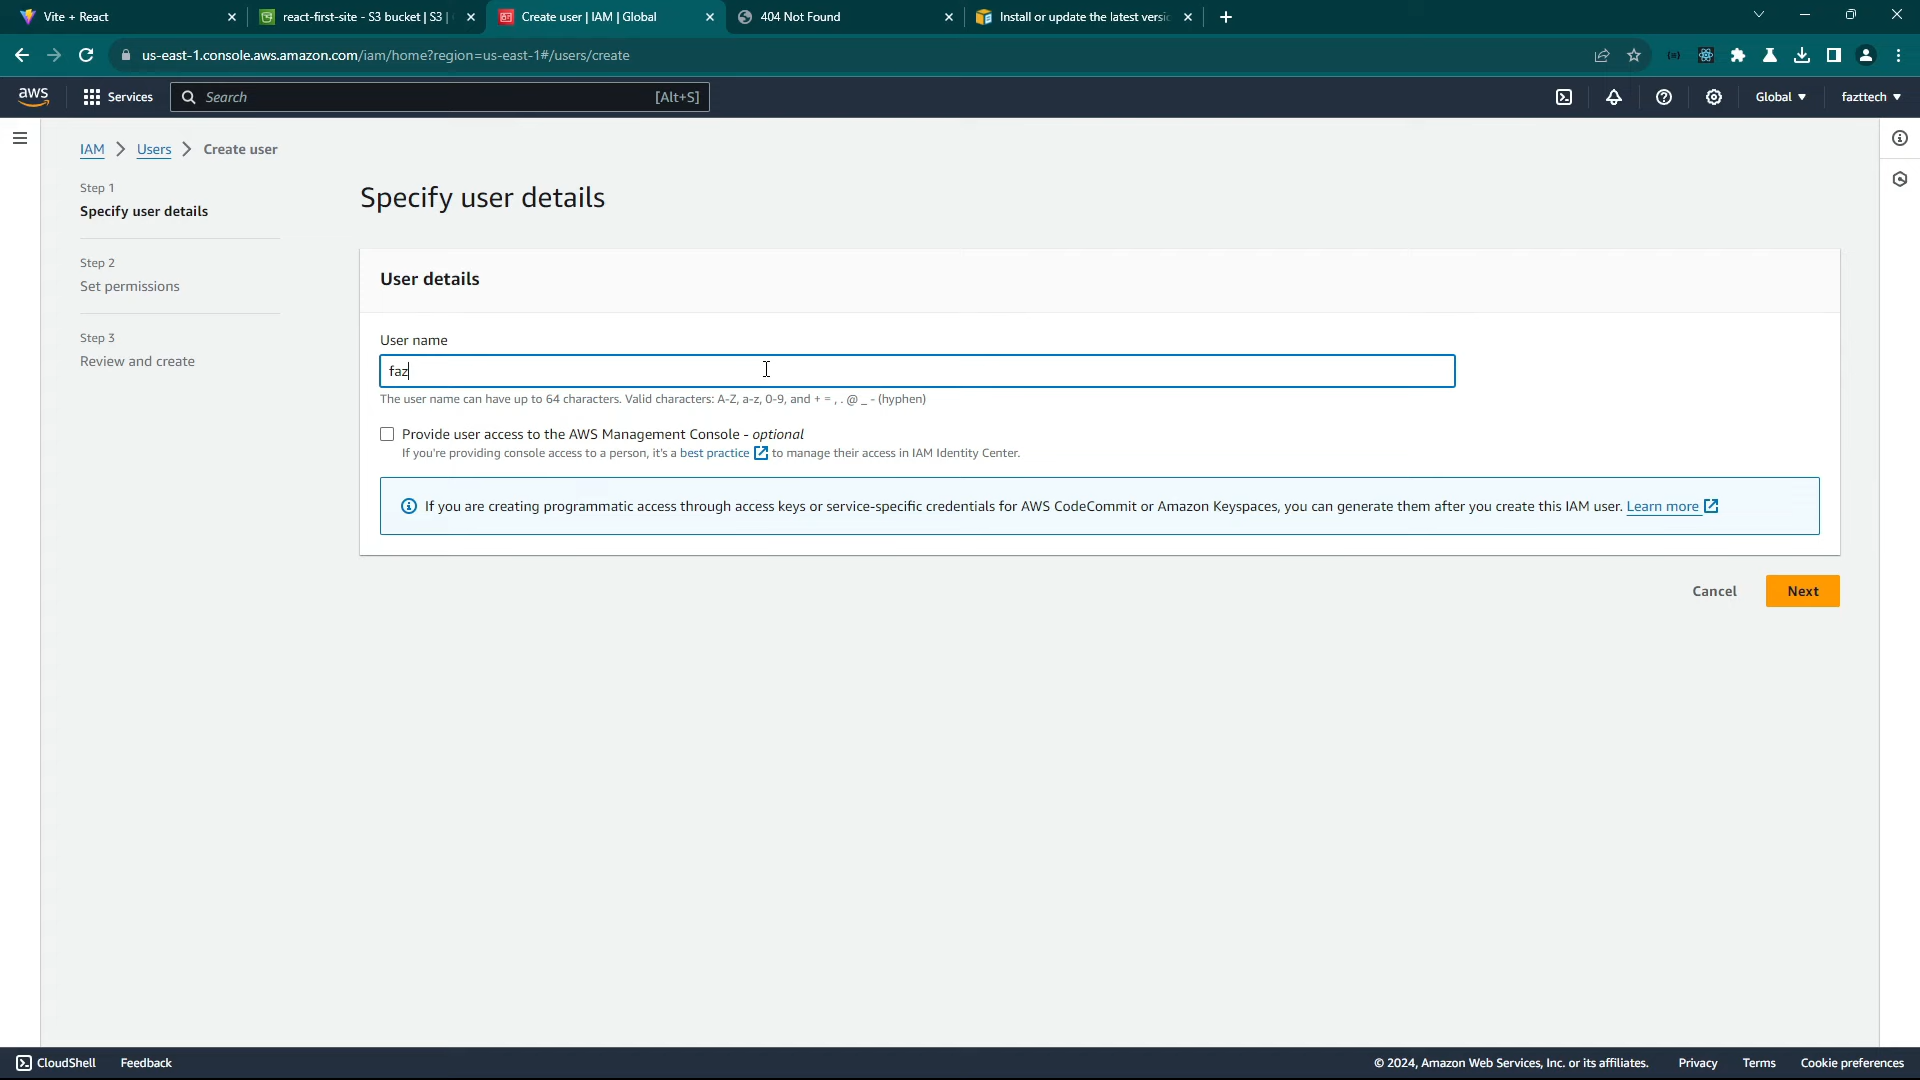 Vite + React
react-first-site - S3 bucket | S3 |
Create user | IAM | Global
404 Not Found
Install or update the latest versi
us-east-1.console.aws.amazon.com/iam/home?region=us-east-1#/users/create
aws
Services
Search
[Alt+S]
Global
fazttech
IAM
Users
Create user
Step 1
Specify user details
Step 2
Set permissions
Step 3
Review and create
Specify user details
User details
User name
faz
The user name can have up to 64 characters. Valid characters: A-Z, a-z, 0-9, and + = , . @ _ - (hyphen)
Provide user access to the AWS Management Console - optional
If you're providing console access to a person, it's a best practice to manage their access in IAM Identity Center.
If you are creating programmatic access through access keys or service-specific credentials for AWS CodeCommit or Amazon Keyspaces, you can generate them after you create this IAM user. Learn more
Cancel
Next
CloudShell
Feedback
© 2024, Amazon Web Services, Inc. or its affiliates.
Privacy
Terms
Cookie preferences